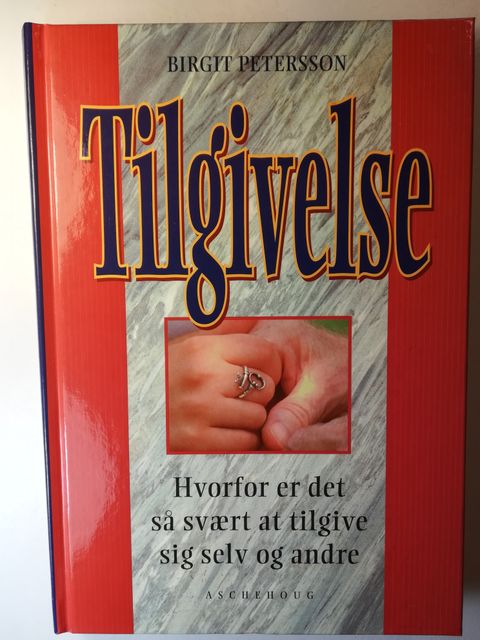 BIRGIT PETERSSON
Tilgivelse
Hvorfor er det
så svært at tilgive
sig selv og andre
ASCHEHOUG